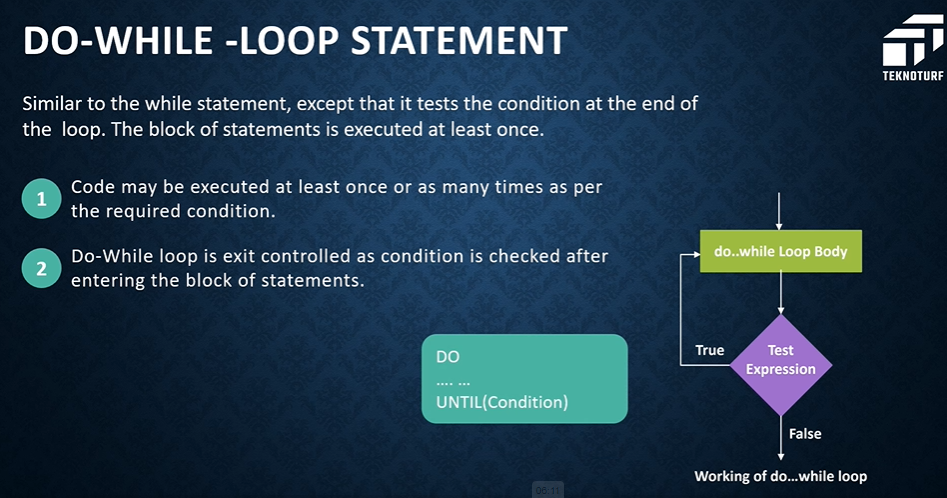 DO-WHILE -LOOP STATEMENT
TEKNOTURF
Similar to the while statement, except that it tests the condition at the end of
the loop. The block of statements is executed at least once.
1
Code may be executed at least once or as many times as per
the required condition.
2
Do-While loop is exit controlled as condition is checked after
entering the block of statements.
DO
.... ...
UNTIL(Condition)
do..while Loop Body
True
Test
Expression
False
Working of do...while loop
06:11